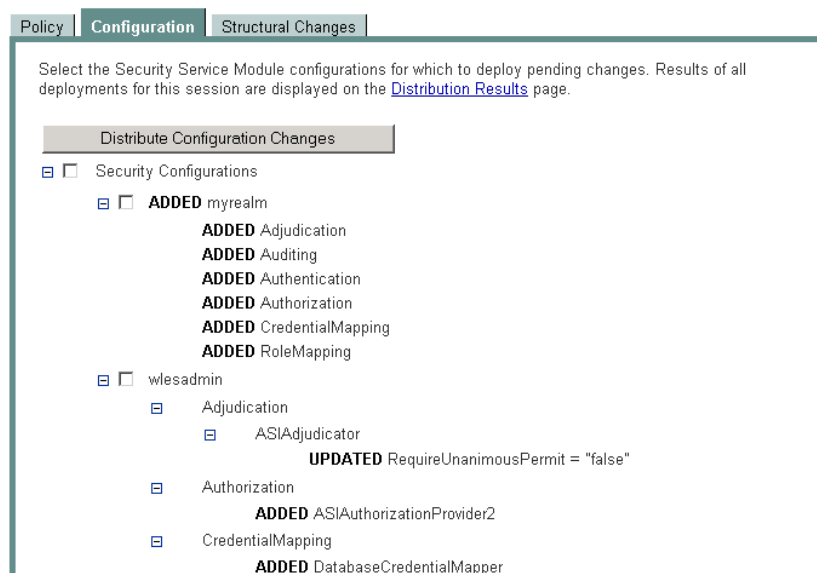 Policy
Configuration
Structural Changes
Select the Security Service Module configurations for which to deploy pending changes. Results of all
deployments for this session are displayed on the Distribution Results page.
Distribute Configuration Changes
Security Configurations
ADDED myrealm
ADDED Adjudication
ADDED Auditing
ADDED Authentication
ADDED Authorization
ADDED CredentialMapping
ADDED RoleMapping
wlesadmin
Adjudication
ASIAdjudicator
UPDATED RequireUnanimousPermit = "false"
Authorization
ADDED ASIAuthorizationProvider2
CredentialMapping
ADDED DatabaseCredentialMapper